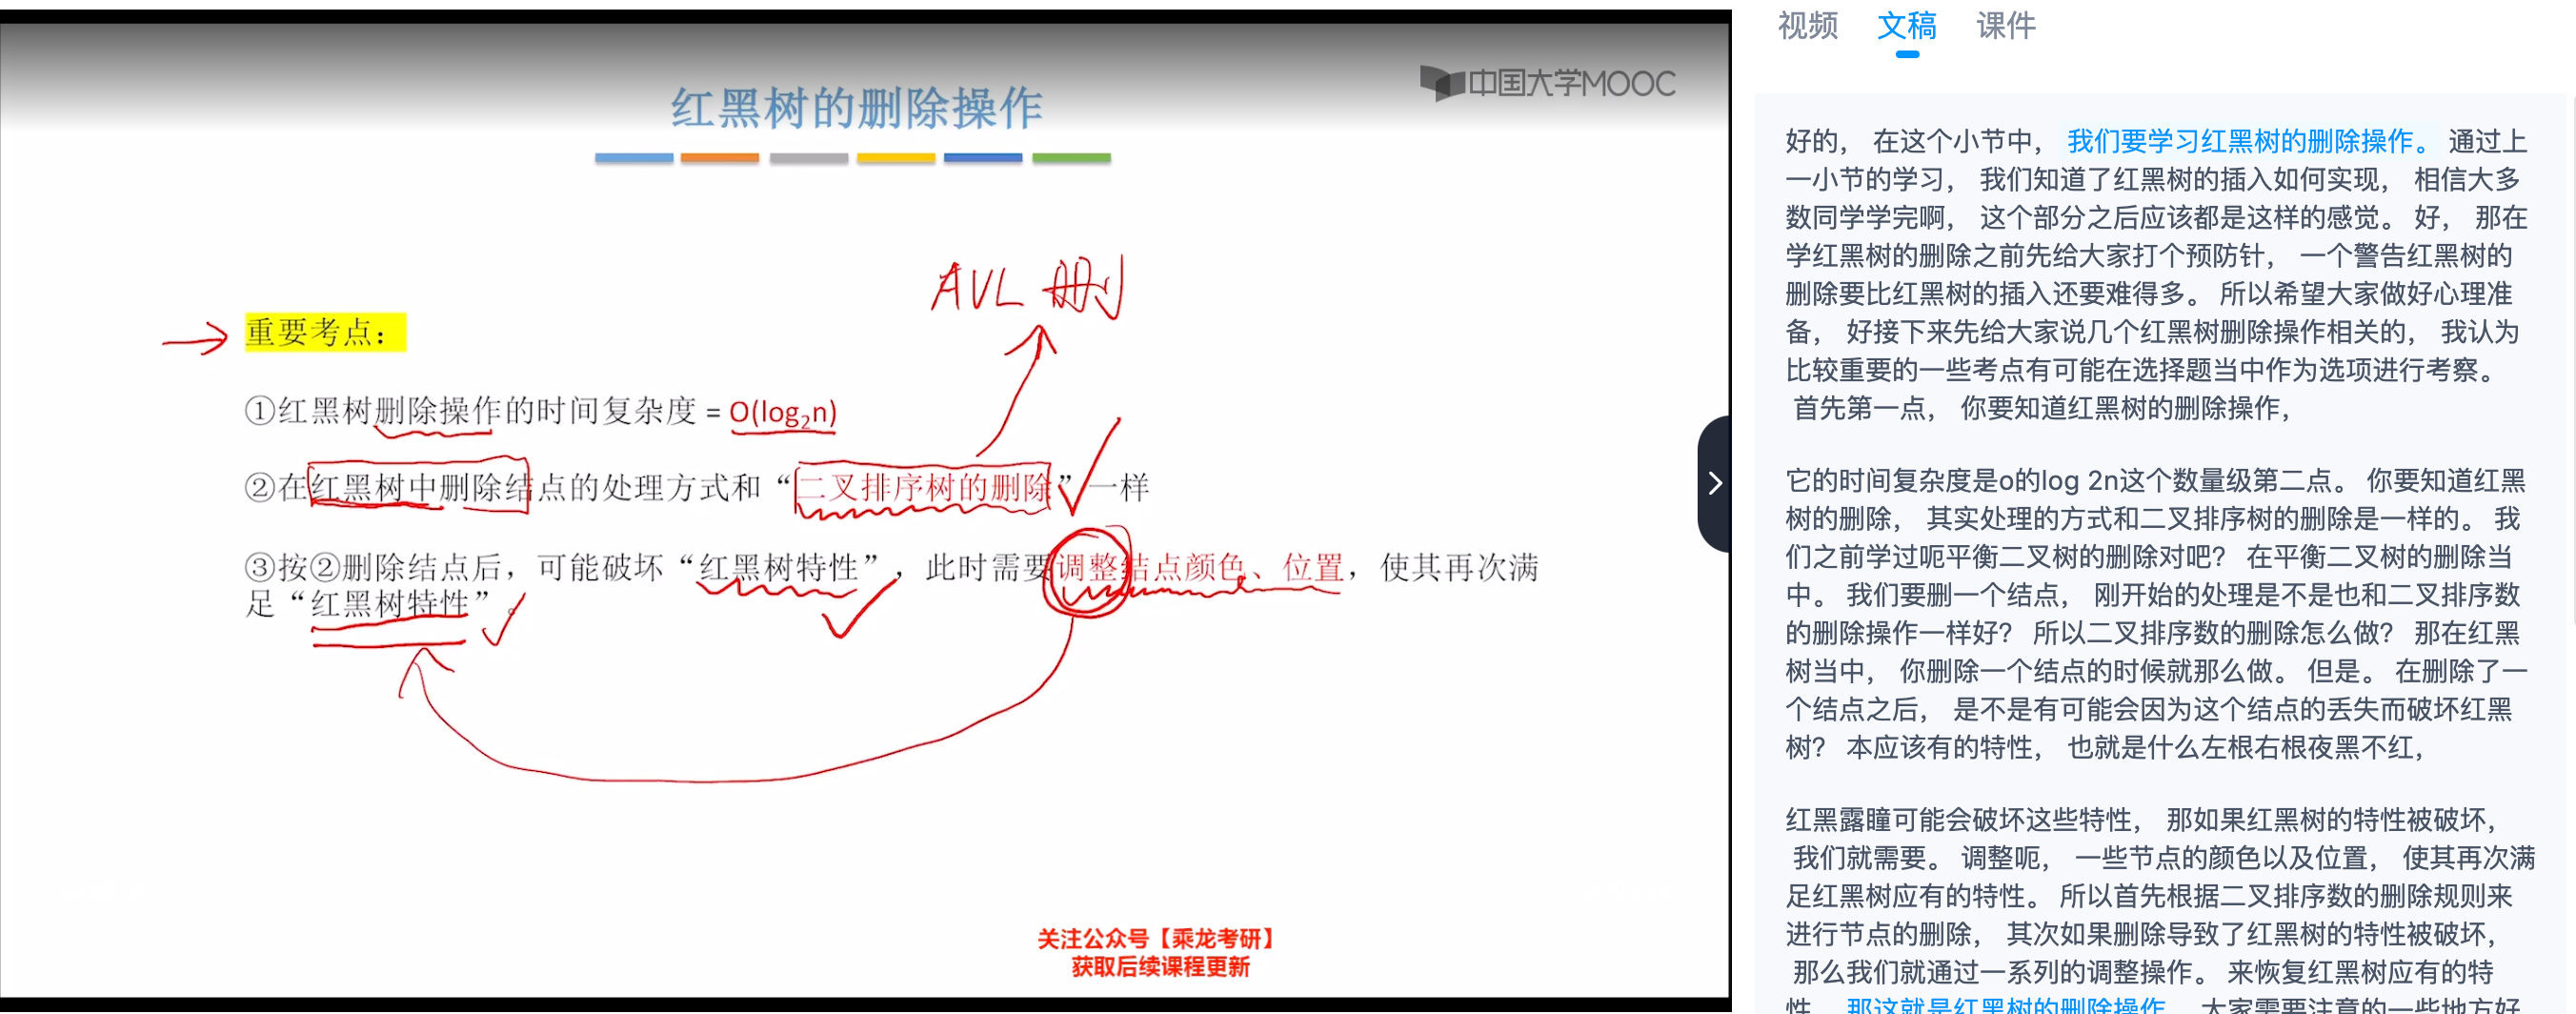 中国大学MOOC
红黑树的删除操作
AVL 删
重要考点：
①红黑树删除操作的时间复杂度 = O(log₂n)
②在红黑树中删除结点的处理方式和“二叉排序树的删除”一样
③按②删除结点后，可能破坏“红黑树特性”，此时需要调整结点颜色、位置，使其再次满
足“红黑树特性”。
关注公众号【乘龙考研】
获取后续课程更新
视频 文稿 课件
好的， 在这个小节中， 我们要学习红黑树的删除操作。 通过上
一小节的学习， 我们知道了红黑树的插入如何实现， 相信大多
数同学学完啊， 这个部分之后应该都是这样的感觉。 好， 那在
学红黑树的删除之前先给大家打个预防针， 一个警告红黑树的
删除要比红黑树的插入还要难得多。 所以希望大家做好心理准
备， 好接下来先给大家说几个红黑树删除操作相关的， 我认为
比较重要的一些考点有可能在选择题当中作为选项进行考察。
首先第一点， 你要知道红黑树的删除操作，
它的时间复杂度是o的log 2n这个数量级第二点。 你要知道红黑
树的删除， 其实处理的方式和二叉排序树的删除是一样的。 我
们之前学过呃平衡二叉树的删除对吧？ 在平衡二叉树的删除当
中。 我们要删一个结点， 刚开始的处理是不是也和二叉排序数
的删除操作一样好？ 所以二叉排序数的删除怎么做？ 那在红黑
树当中， 你删除一个结点的时候就那么做。 但是。 在删除了一
个结点之后， 是不是有可能会因为这个结点的丢失而破坏红黑
树？ 本应该有的特性， 也就是什么左根右根夜黑不红，
红黑露瞳可能会破坏这些特性， 那如果红黑树的特性被破坏，
我们就需要。 调整呃， 一些节点的颜色以及位置， 使其再次满
足红黑树应有的特性。 所以首先根据二叉排序数的删除规则来
进行节点的删除， 其次如果删除导致了红黑树的特性被破坏，
那么我们就通过一系列的调整操作。 来恢复红黑树应有的特
性。 那这就是红黑树的删除操作， 大家需要注意的一些地方好